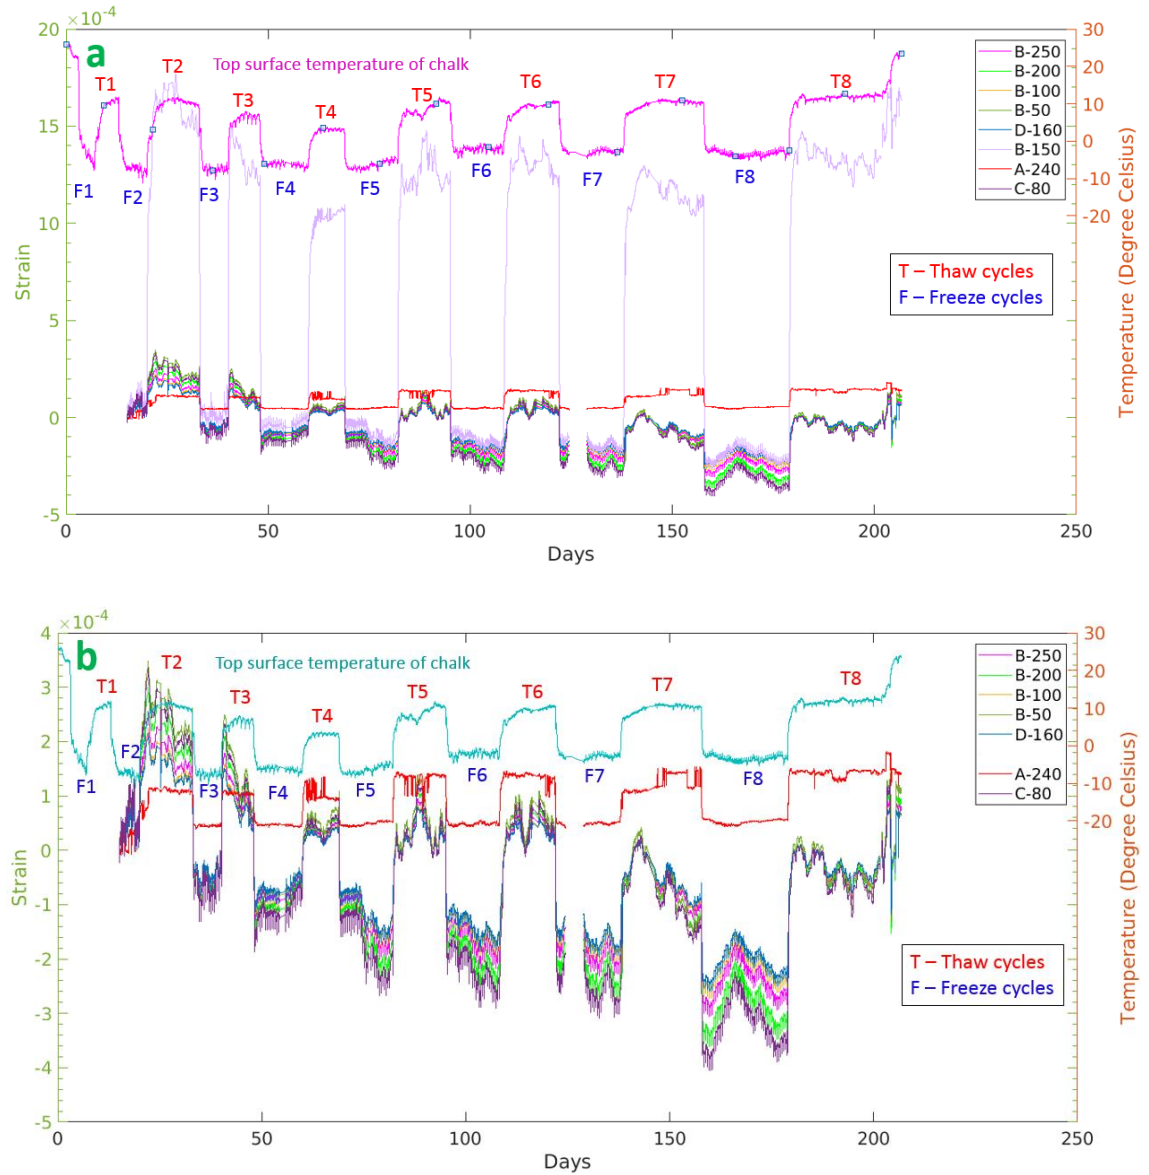 ×10⁻⁴
20
15
10
5
0
-5
Strain
a
Top surface temperature of chalk
T1
T2
T3
T4
T5
T6
T7
T8
F1
F2
F3
F4
F5
F6
F7
F8
B-250
B-200
B-100
B-50
D-160
B-150
A-240
C-80
T – Thaw cycles
F – Freeze cycles
30
20
10
0
-10
-20
Temperature (Degree Celsius)
0
50
100
150
200
250
Days
×10⁻⁴
4
3
2
1
0
-1
-2
-3
-4
-5
Strain
b
Top surface temperature of chalk
T1
T2
T3
T4
T5
T6
T7
T8
F1
F2
F3
F4
F5
F6
F7
F8
B-250
B-200
B-100
B-50
D-160
A-240
C-80
T – Thaw cycles
F – Freeze cycles
30
20
10
0
-10
-20
Temperature (Degree Celsius)
0
50
100
150
200
250
Days